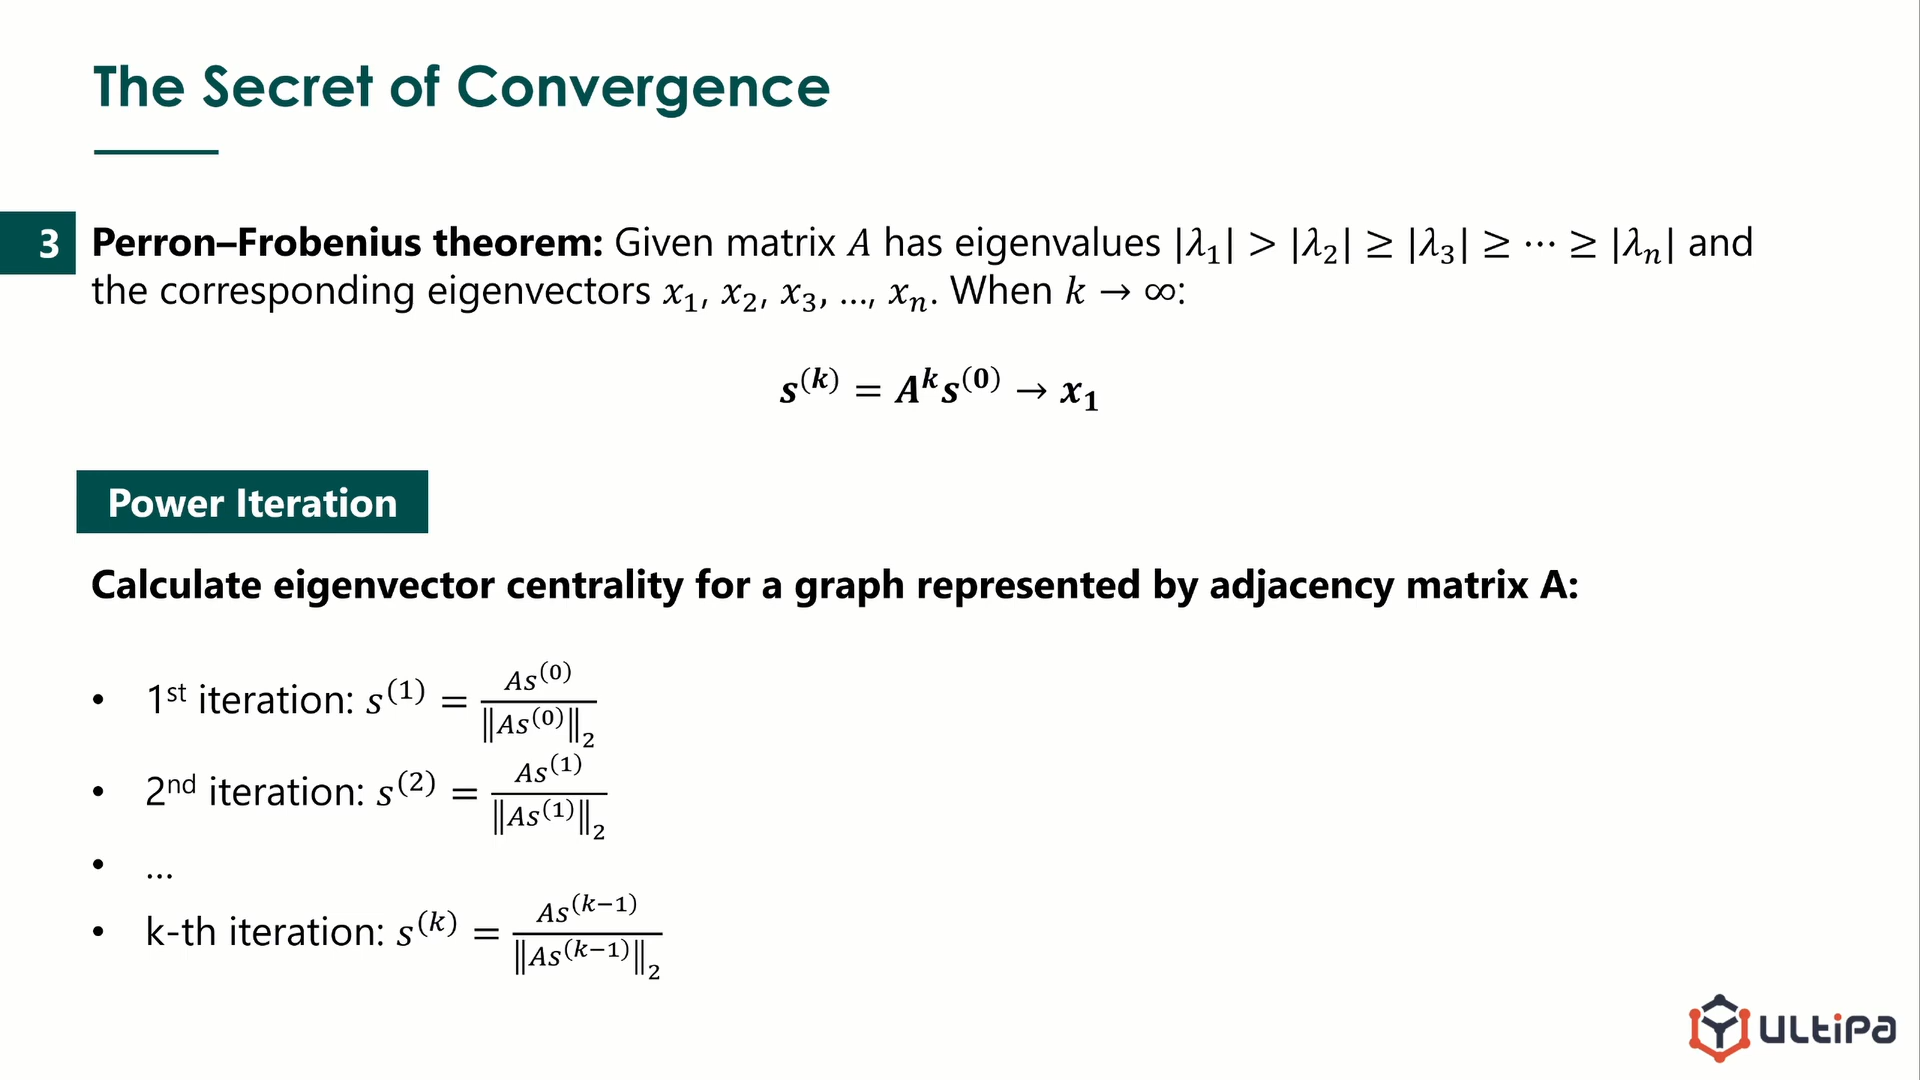 The Secret of Convergence
3
Perron–Frobenius theorem: Given matrix A has eigenvalues |λ₁| > |λ₂| ≥ |λ₃| ≥ ⋯ ≥ |λₙ| and
the corresponding eigenvectors x₁, x₂, x₃, …, xₙ. When k → ∞:
s^(k) = A^k s^(0) → x₁
Power Iteration
Calculate eigenvector centrality for a graph represented by adjacency matrix A:
• 1st iteration: s^(1) = As^(0) / ‖As^(0)‖₂
• 2nd iteration: s^(2) = As^(1) / ‖As^(1)‖₂
• …
• k-th iteration: s^(k) = As^(k−1) / ‖As^(k−1)‖₂
ULTIPA